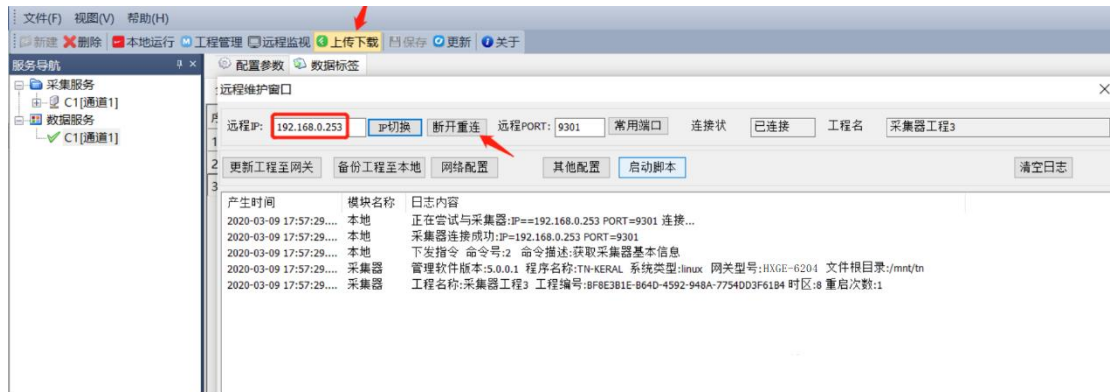 文件(F) 视图(V) 帮助(H)
新建 删除 本地运行 工程管理 远程监视 上传下载 保存 更新 关于
服务导航 配置参数 数据标签
采集服务
C1[通道1]
数据服务
C1[通道1]
远程维护窗口
远程IP: 192.168.0.253 IP切换 断开重连 远程PORT: 9301 常用端口 连接状 已连接 工程名 采集器工程3
更新工程至网关 备份工程至本地 网络配置 其他配置 启动脚本 清空日志
1
2
3
产生时间 模块名称 日志内容
2020-03-09 17:57:29.... 本地 正在尝试与采集器:IP==192.168.0.253 PORT=9301 连接...
2020-03-09 17:57:29.... 本地 采集器连接成功:IP=192.168.0.253 PORT=9301
2020-03-09 17:57:29.... 本地 下发指令 命令号:2 命令描述:获取采集器基本信息
2020-03-09 17:57:29.... 采集器 管理软件版本:5.0.0.1 程序名称:TN-KERAL 系统类型:linux 网关型号:HXGE-6204 文件根目录:/mnt/tn
2020-03-09 17:57:29.... 采集器 工程名称:采集器工程3 工程编号:BF8E3B1E-B64D-4592-948A-7754DD3F61B4 时区:8 重启次数:1